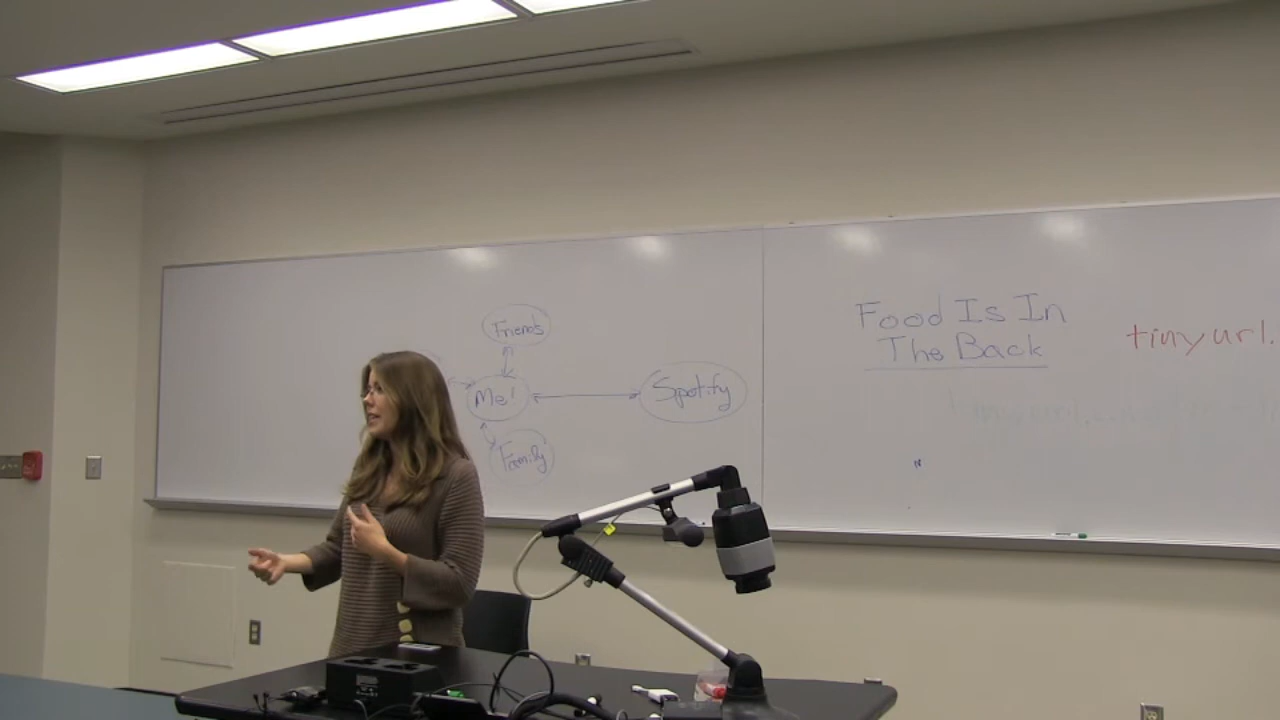 Friends
Me!
Spotify
Family
Food Is In
The Back
tinyurl.